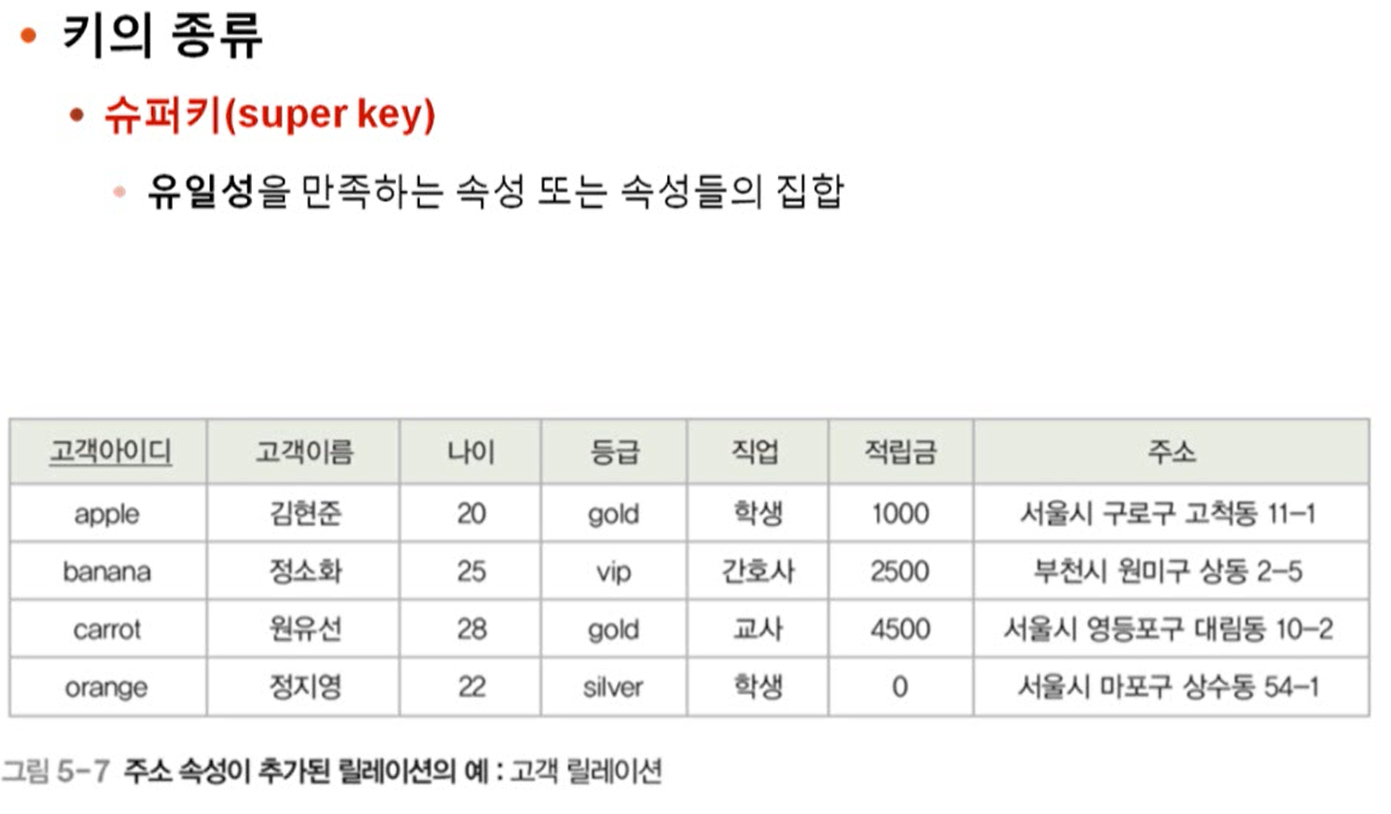 • 키의 종류
• 슈퍼키(super key)
• 유일성을 만족하는 속성 또는 속성들의 집합
고객아이디 고객이름 나이 등급 직업 적립금 주소
apple 김현준 20 gold 학생 1000 서울시 구로구 고척동 11-1
banana 정소화 25 vip 간호사 2500 부천시 원미구 상동 2-5
carrot 원유선 28 gold 교사 4500 서울시 영등포구 대림동 10-2
orange 정지영 22 silver 학생 0 서울시 마포구 상수동 54-1
그림 5-7 주소 속성이 추가된 릴레이션의 예 : 고객 릴레이션